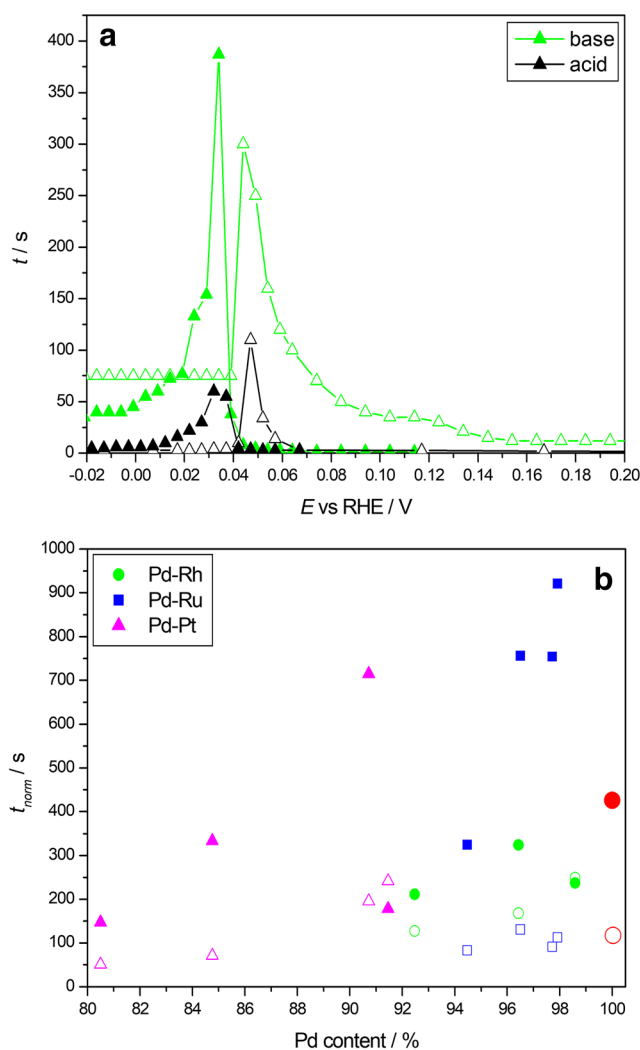 a
base
acid
400
350
300
250
200
150
100
50
0
t / s
-0.02 0.00 0.02 0.04 0.06 0.08 0.10 0.12 0.14 0.16 0.18 0.20
E vs RHE / V
b
Pd-Rh
Pd-Ru
Pd-Pt
1000
900
800
700
600
500
400
300
200
100
0
t_norm / s
80 82 84 86 88 90 92 94 96 98 100
Pd content / %